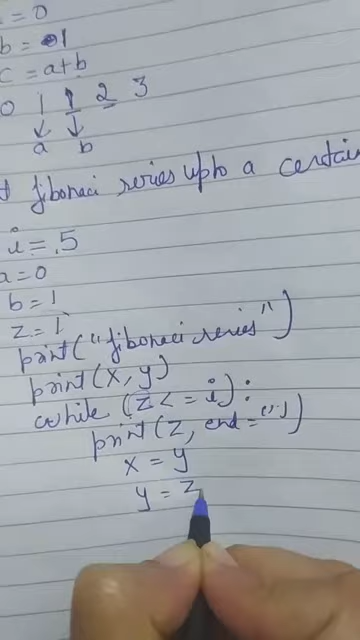 = 0
b = 1
c = a+b
0 1 1 2 3
a b
fibonaci series upto a certain
i = .5
a = 0
b = 1
z = 1
print("fibonaci series")
print(x, y)
while (z <= i):
print(z, end = " ")
x = y
y = z